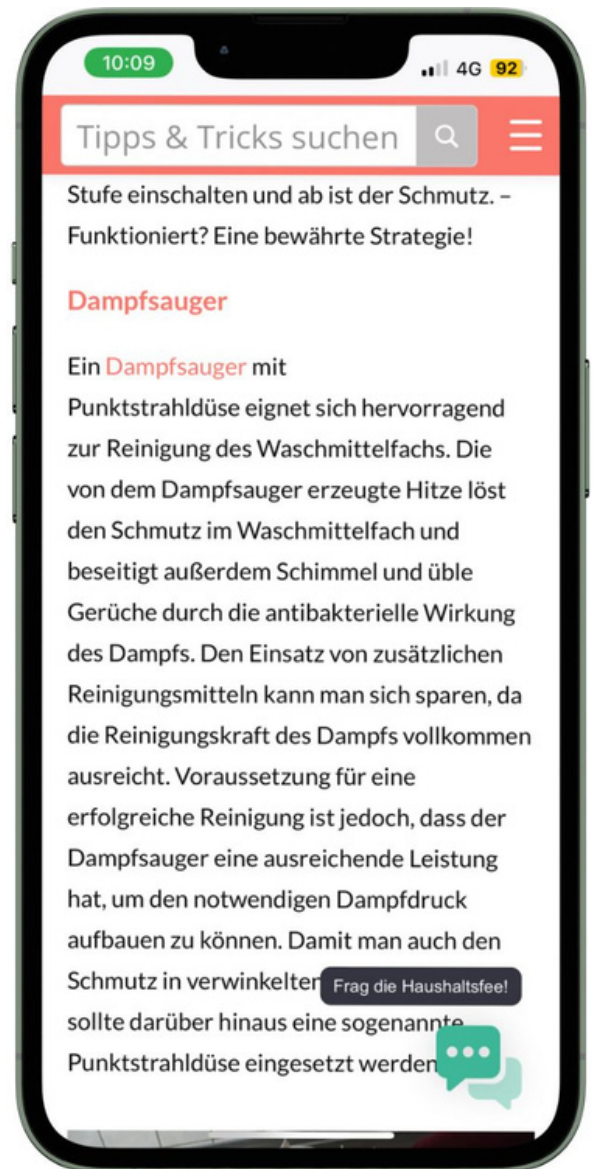 10:09
4G 92
Tipps & Tricks suchen
Stufe einschalten und ab ist der Schmutz. –
Funktioniert? Eine bewährte Strategie!
Dampfsauger
Ein Dampfsauger mit
Punktstrahldüse eignet sich hervorragend
zur Reinigung des Waschmittelfachs. Die
von dem Dampfsauger erzeugte Hitze löst
den Schmutz im Waschmittelfach und
beseitigt außerdem Schimmel und üble
Gerüche durch die antibakterielle Wirkung
des Dampfs. Den Einsatz von zusätzlichen
Reinigungsmitteln kann man sich sparen, da
die Reinigungskraft des Dampfs vollkommen
ausreicht. Voraussetzung für eine
erfolgreiche Reinigung ist jedoch, dass der
Dampfsauger eine ausreichende Leistung
hat, um den notwendigen Dampfdruck
aufbauen zu können. Damit man auch den
Schmutz in verwinkelten
Frag die Haushaltsfee!
sollte darüber hinaus eine sogenannte
Punktstrahldüse eingesetzt werden